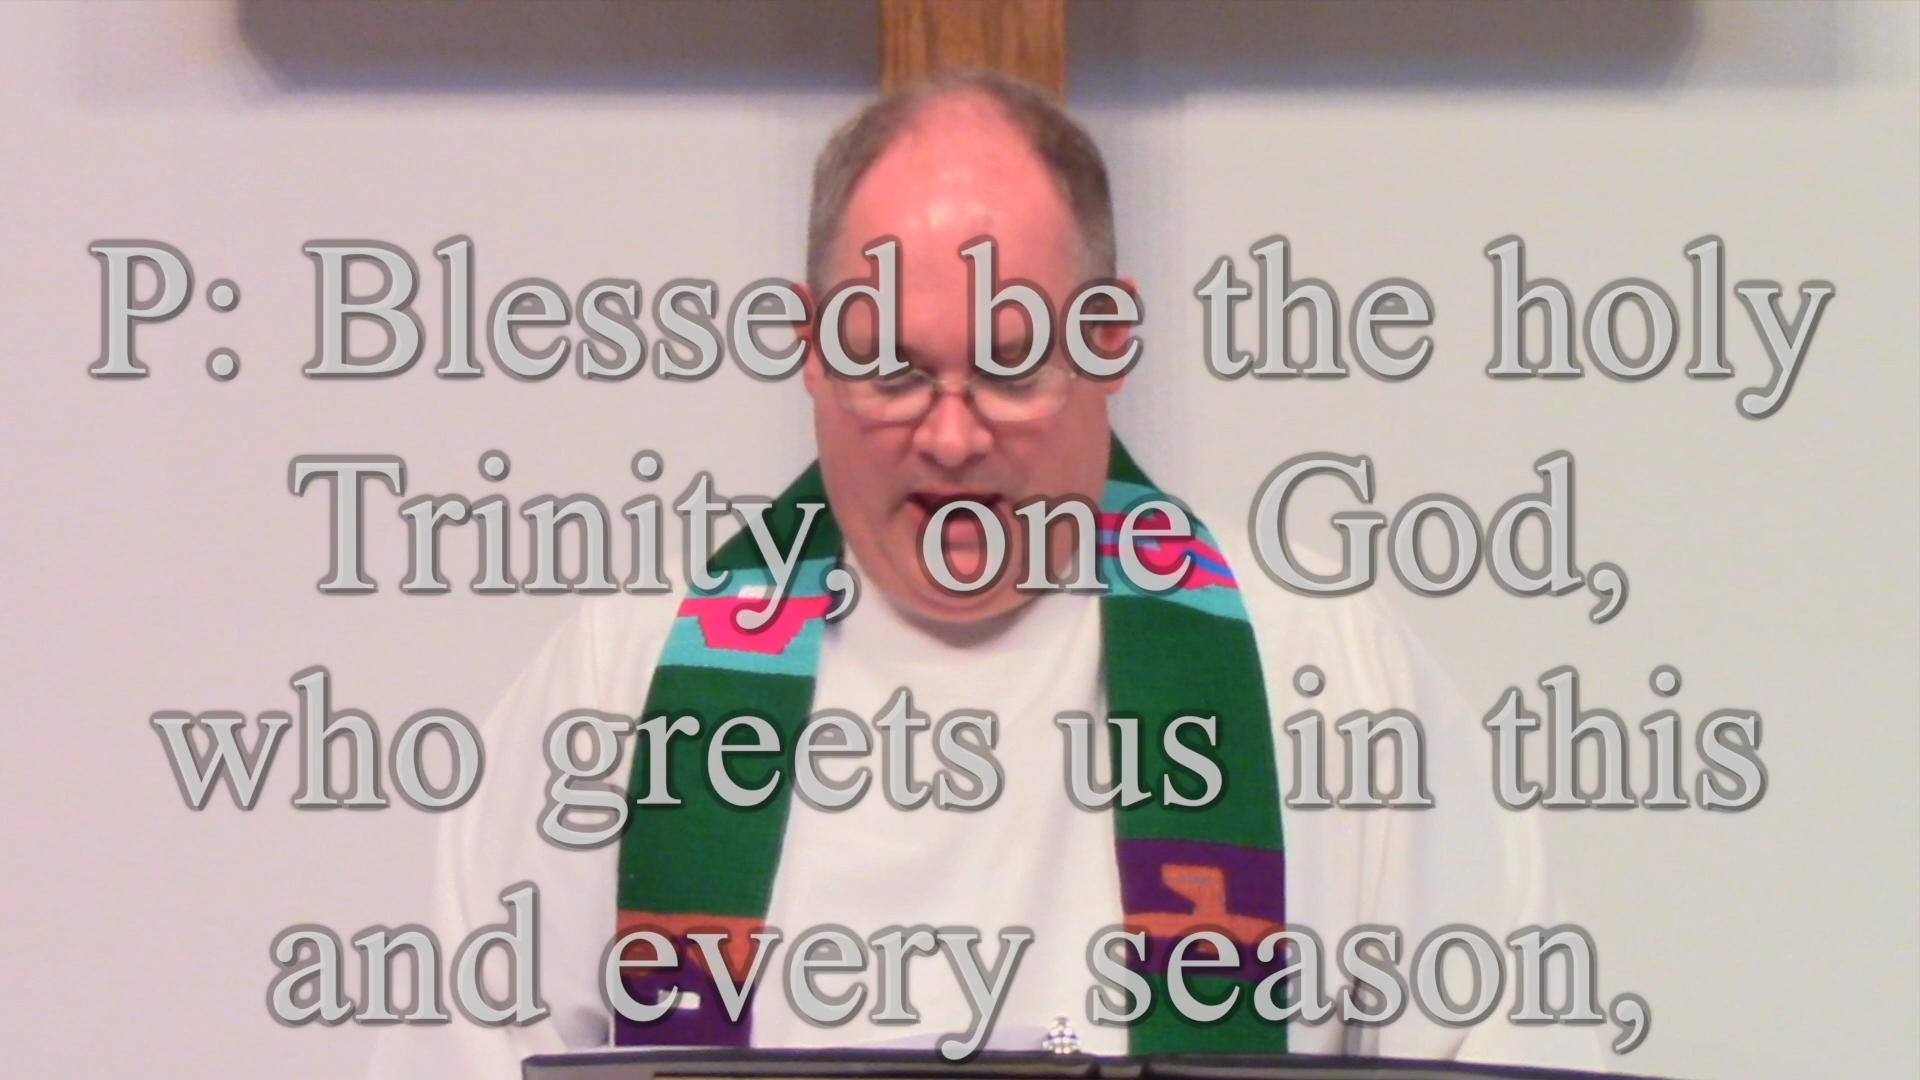 P: Blessed be the holy
Trinity, one God,
who greets us in this
and every season,